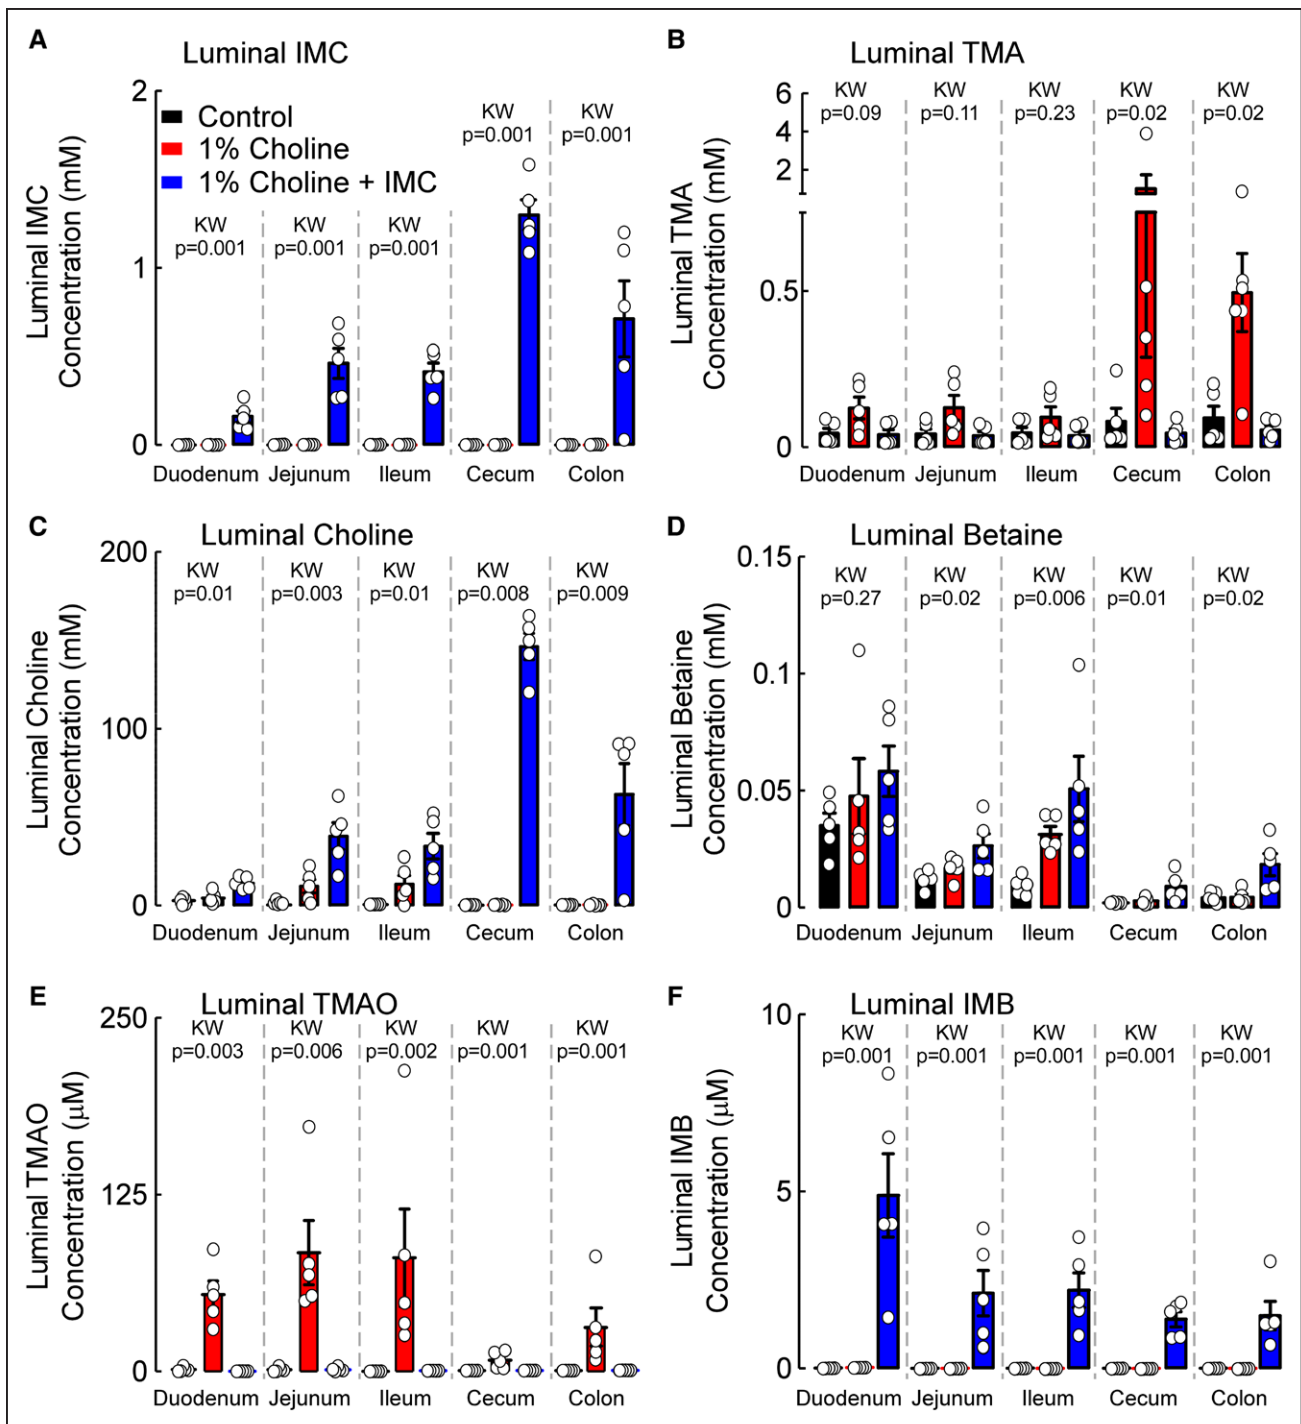 A
Luminal IMC
Luminal IMC
Concentration (mM)
2
1
0
Control
1% Choline
1% Choline + IMC
KW
p=0.001
KW
p=0.001
KW
p=0.001
KW
p=0.001
KW
p=0.001
Duodenum Jejunum Ileum Cecum Colon
B
Luminal TMA
Luminal TMA
Concentration (mM)
6
4
2
0.5
0
KW
p=0.09
KW
p=0.11
KW
p=0.23
KW
p=0.02
KW
p=0.02
Duodenum Jejunum Ileum Cecum Colon
C
Luminal Choline
Luminal Choline
Concentration (mM)
200
100
0
KW
p=0.01
KW
p=0.003
KW
p=0.01
KW
p=0.008
KW
p=0.009
Duodenum Jejunum Ileum Cecum Colon
D
Luminal Betaine
Luminal Betaine
Concentration (mM)
0.15
0.1
0.05
0
KW
p=0.27
KW
p=0.02
KW
p=0.006
KW
p=0.01
KW
p=0.02
Duodenum Jejunum Ileum Cecum Colon
E
Luminal TMAO
Luminal TMAO
Concentration (μM)
250
125
0
KW
p=0.003
KW
p=0.006
KW
p=0.002
KW
p=0.001
KW
p=0.001
Duodenum Jejunum Ileum Cecum Colon
F
Luminal IMB
Luminal IMB
Concentration (μM)
10
5
0
KW
p=0.001
KW
p=0.001
KW
p=0.001
KW
p=0.001
KW
p=0.001
Duodenum Jejunum Ileum Cecum Colon